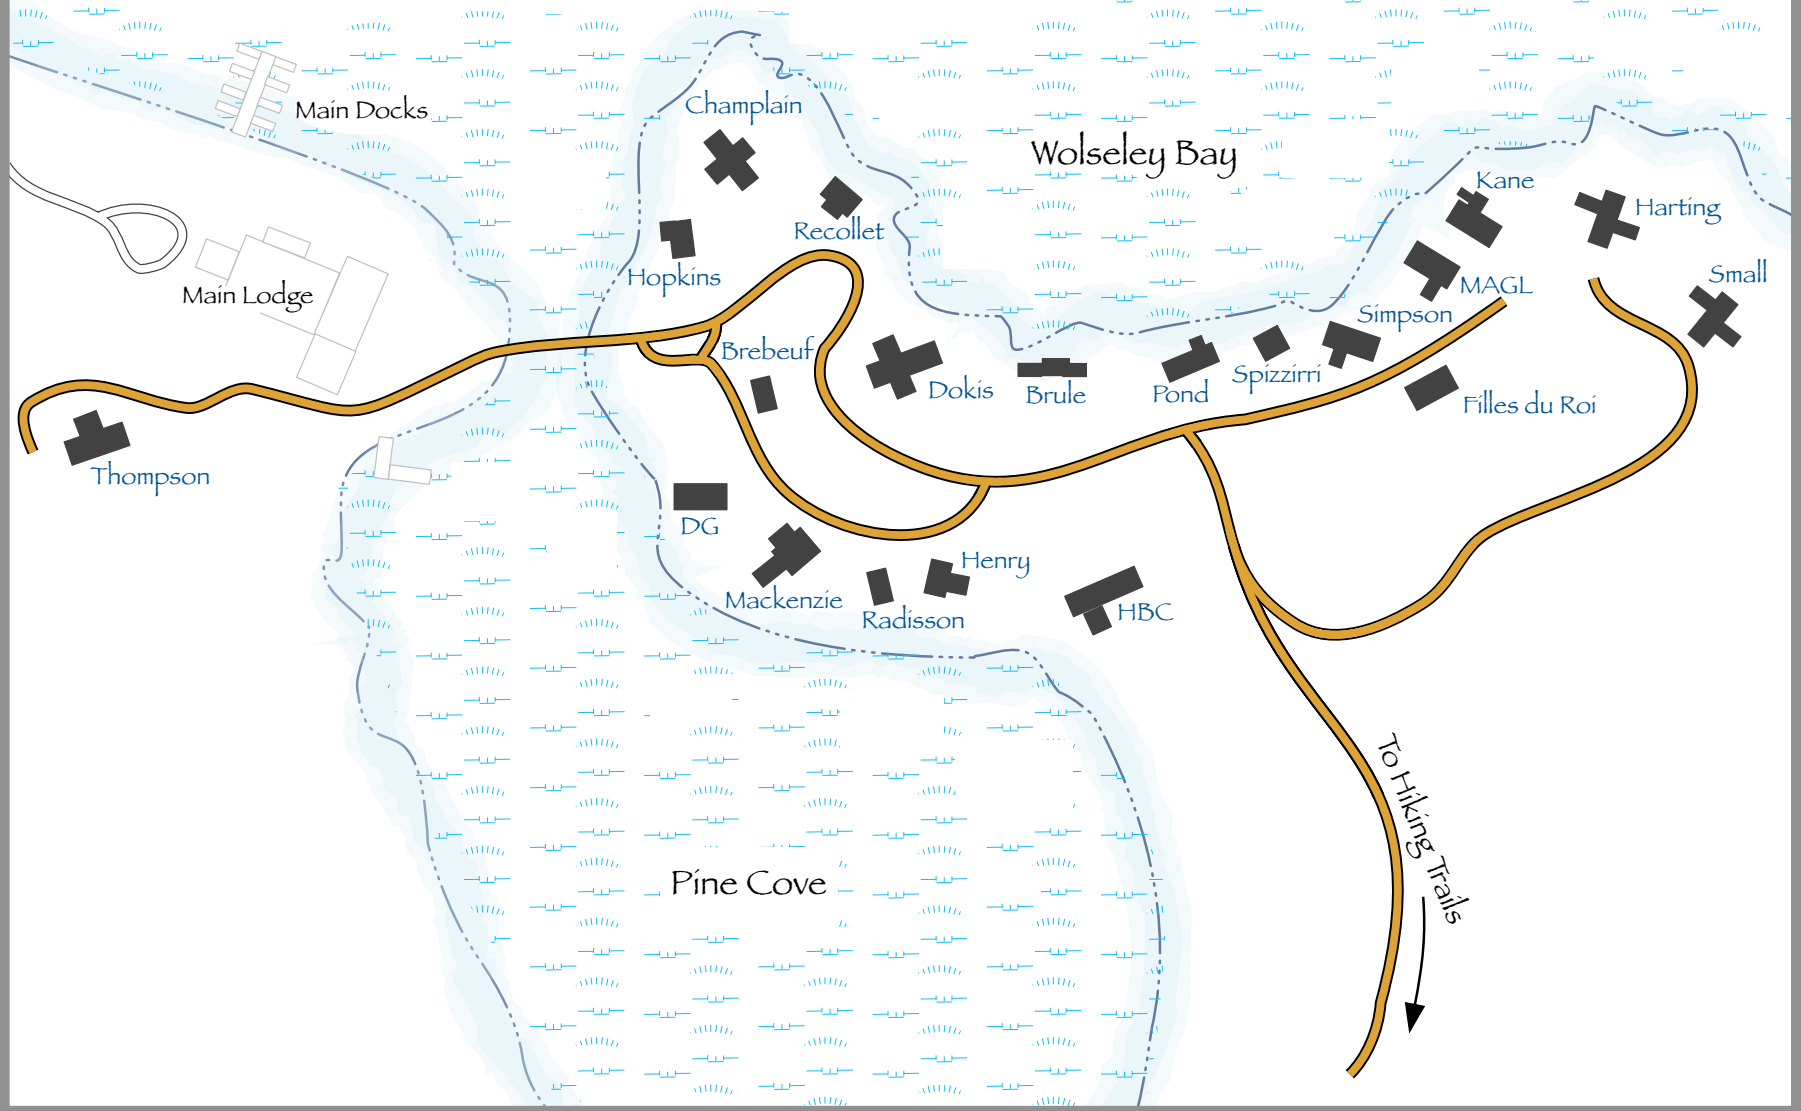 Main Docks
Champlain
Wolseley Bay
Kane
Harting
Recollet
Hopkins
Main Lodge
MAGL
Small
Simpson
Brebeuf
Dokis
Brule
Pond
Spizzirri
Filles du Roi
Thompson
DG
Henry
Mackenzie
Radisson
HBC
To Hiking Trails
Pine Cove